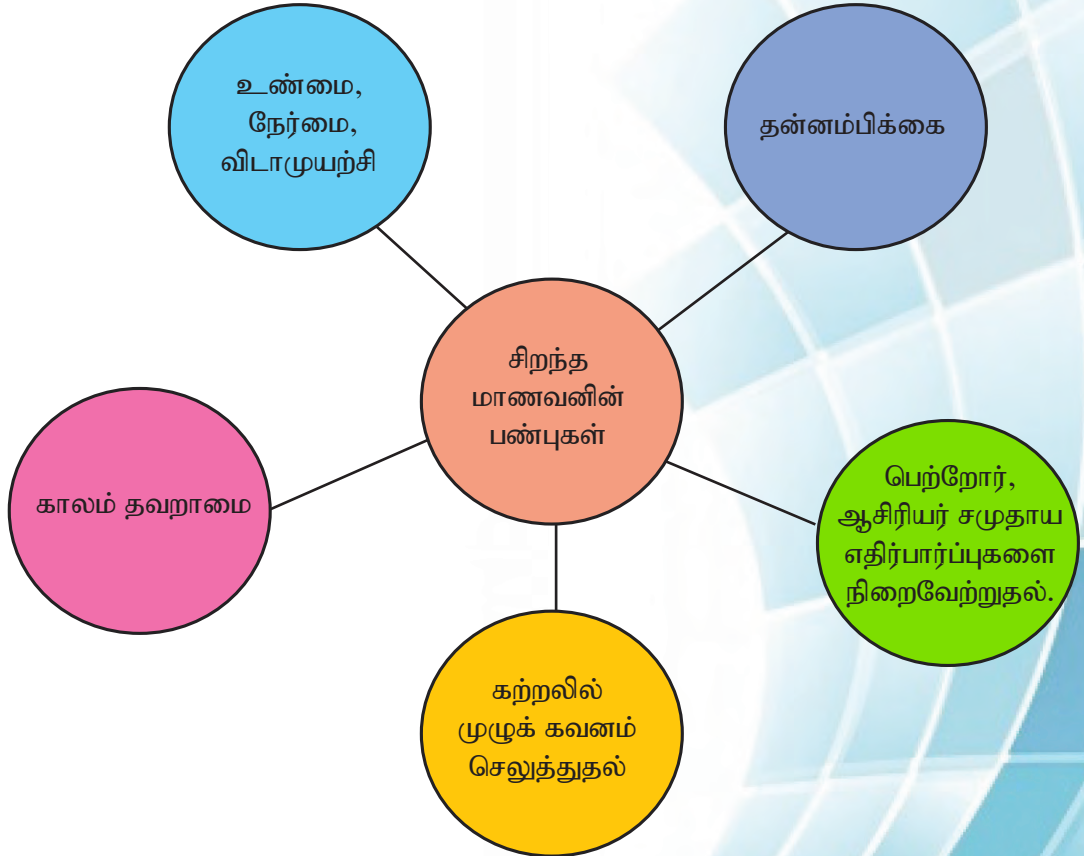 உண்மை,
நேர்மை,
விடாமுயற்சி
தன்னம்பிக்கை
சிறந்த
மாணவனின்
பண்புகள்
காலம் தவறாமை
பெற்றோர்,
ஆசிரியர் சமுதாய
எதிர்பார்ப்புகளை
நிறைவேற்றுதல்.
கற்றலில்
முழுக் கவனம்
செலுத்துதல்